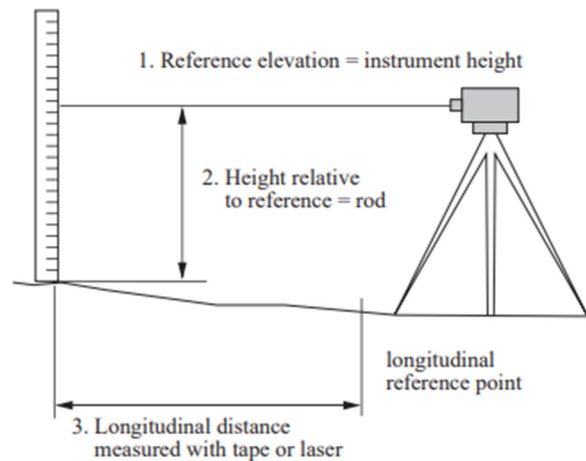 1. Reference elevation = instrument height
2. Height relative
to reference = rod
longitudinal
reference point
3. Longitudinal distance
measured with tape or laser